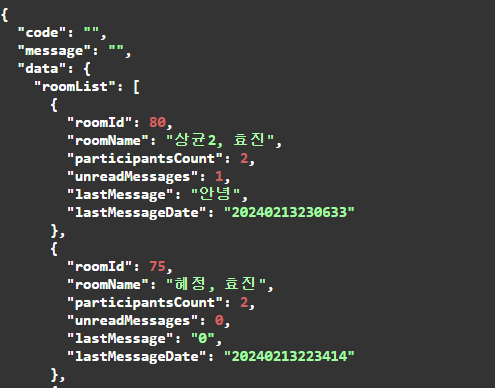 {
"code": "",
"message": "",
"data": {
"roomList": [
{
"roomId": 80,
"roomName": "상균2, 효진",
"participantsCount": 2,
"unreadMessages": 1,
"lastMessage": "안녕",
"lastMessageDate": "20240213230633"
},
{
"roomId": 75,
"roomName": "혜정, 효진",
"participantsCount": 2,
"unreadMessages": 0,
"lastMessage": "0",
"lastMessageDate": "20240213223414"
},